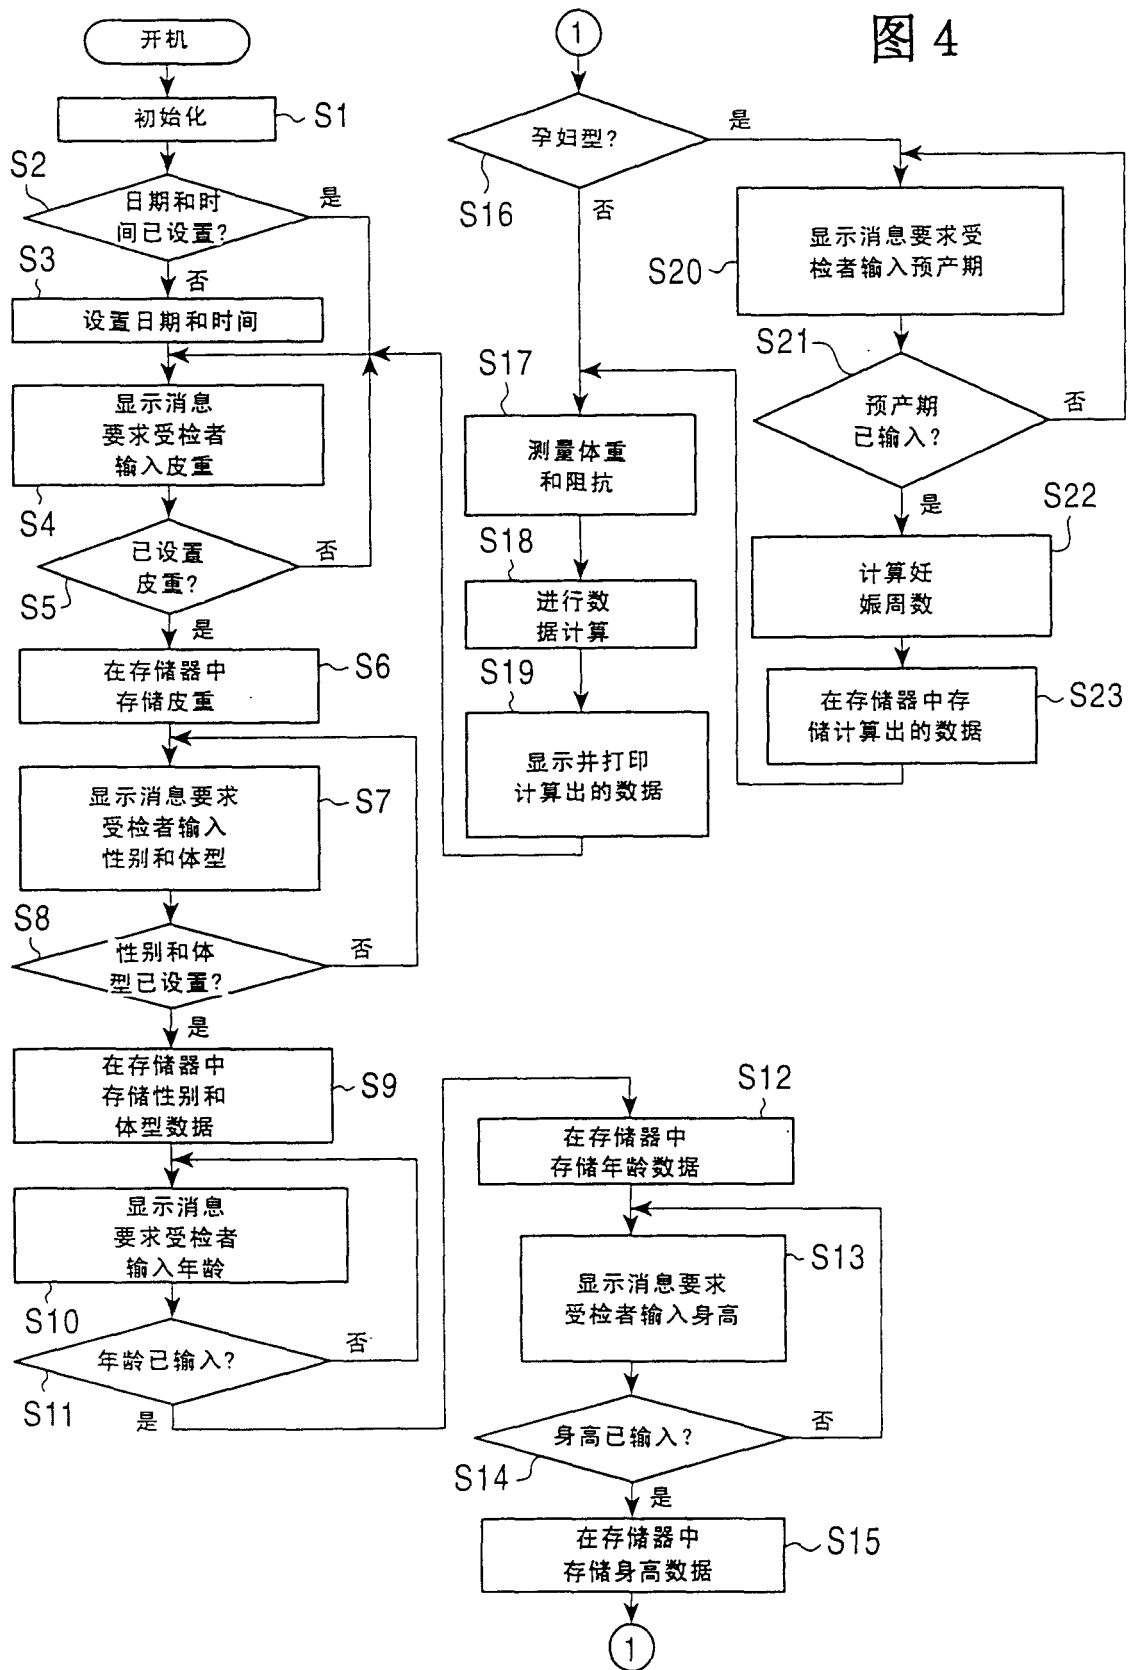 图 4
开机
初始化
S1
S2
日期和时
间已设置?
是
否
S3
设置日期和时间
显示消息
要求受检者
输入皮重
S4
已设置
皮重?
否
S5
是
在存储器中
存储皮重
S6
显示消息要求
受检者输入
性别和体型
S7
S8
性别和体
型已设置?
否
是
在存储器中
存储性别和
体型数据
S9
显示消息
要求受检者
输入年龄
S10
年龄已输入?
否
S11
是
S12
在存储器中
存储年龄数据
显示消息要求
受检者输入身高
S13
身高已输入?
否
S14
是
在存储器中
存储身高数据
S15
1
1
孕妇型?
是
S16
否
S17
测量体重
和阻抗
S18
进行数
据计算
S19
显示并打印
计算出的数据
显示消息要求受
检者输入预产期
S20
S21
预产期
已输入?
否
是
S22
计算妊
娠周数
在存储器中存
储计算出的数据
S23